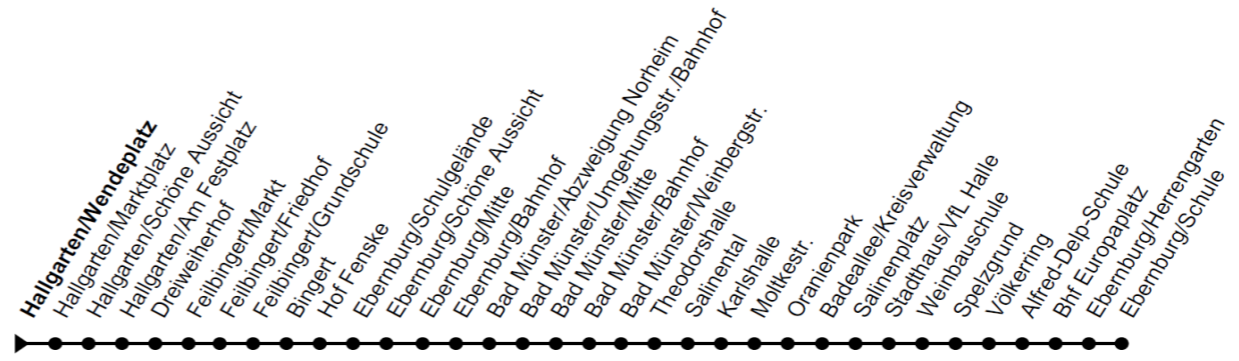 Hallgarten/Wendeplatz
Hallgarten/Marktplatz
Hallgarten/Schöne Aussicht
Hallgarten/Am Festplatz
Dreiweiherhof
Feilbingert/Markt
Feilbingert/Friedhof
Feilbingert/Grundschule
Bingert
Hof Fenske
Ebernburg/Schulgelände
Ebernburg/Schöne Aussicht
Ebernburg/Mitte
Ebernburg/Bahnhof
Bad Münster/Abzweigung Norheim
Bad Münster/Umgehungsstr./Bahnhof
Bad Münster/Mitte
Bad Münster/Bahnhof
Bad Münster/Weinbergstr.
Theodorshalle
Salinental
Karlshalle
Moltkestr.
Oranienpark
Badeallee/Kreisverwaltung
Salinenplatz
Stadthaus/VfL Halle
Weinbauschule
Speizgrund
Völkerring
Alfred-Delp-Schule
Bhf Europaplatz
Ebernburg/Herrengarten
Ebernburg/Schule